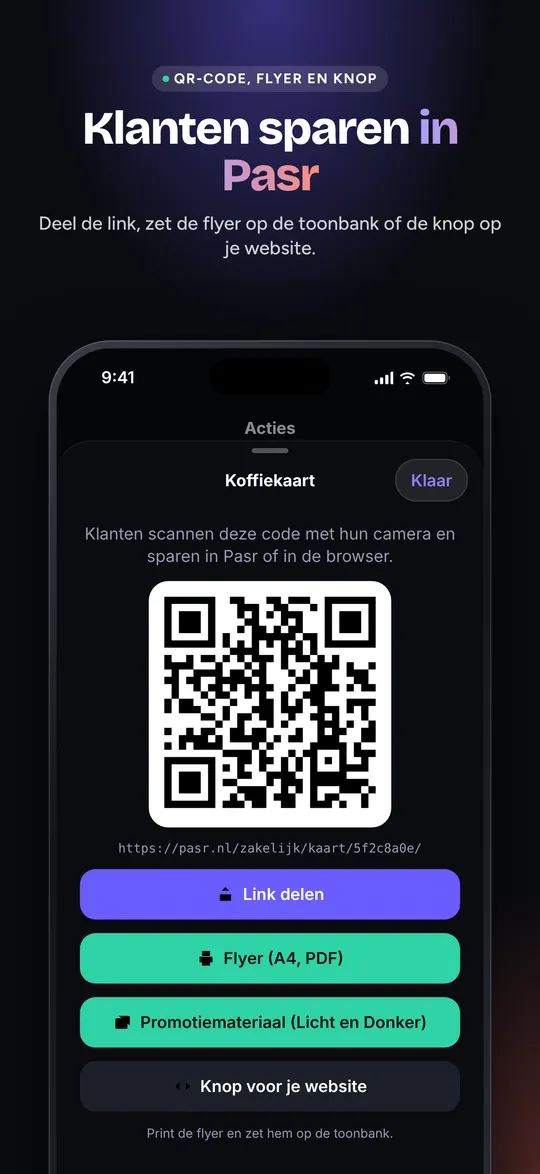 QR-CODE, FLYER EN KNOP
Klanten sparen in
Pasr
Deel de link, zet de flyer op de toonbank of de knop op
je website.
9:41
Acties
Koffiekaart
Klaar
Klanten scannen deze code met hun camera en
sparen in Pasr of in de browser.
https://pasr.nl/zakelijk/kaart/5f2c8a0e/
Link delen
Flyer (A4, PDF)
Promotiemateriaal (Licht en Donker)
Knop voor je website
Print de flyer en zet hem op de toonbank.